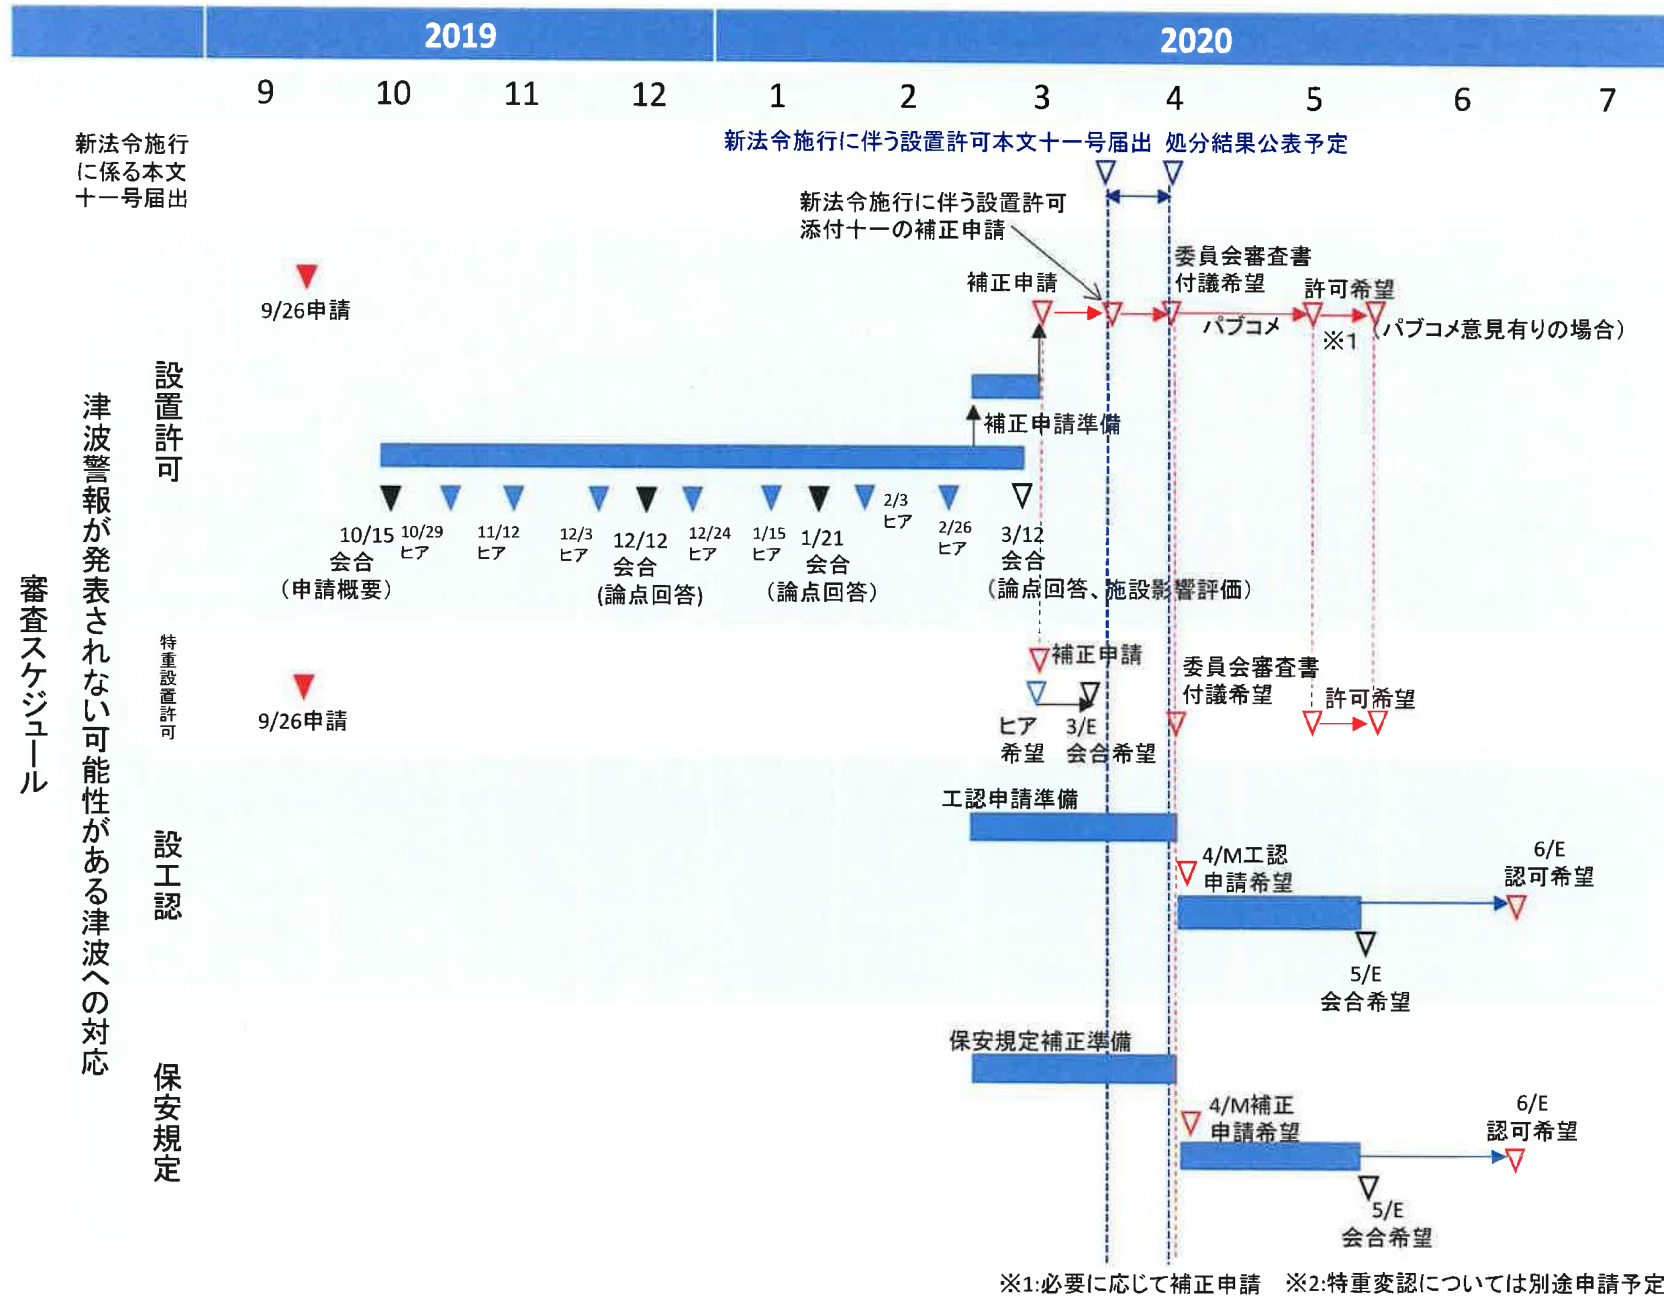 2019
2020
9
10
11
12
1
2
3
4
5
6
7
新法令施行
に係る本文
十一号届出
新法令施行に伴う設置許可本文十一号届出
処分結果公表予定
新法令施行に伴う設置許可
添付十一の補正申請
審査スケジュール
津波警報が発表されない可能性がある津波への対応
設置許可
9/26申請
補正申請
委員会審査書
付議希望
許可希望
パブコメ
※1
(パブコメ意見有りの場合)
補正申請準備
10/15
会合
(申請概要)
10/29
ヒア
11/12
ヒア
12/3
ヒア
12/12
会合
(論点回答)
12/24
ヒア
1/15
ヒア
1/21
会合
(論点回答)
2/3
ヒア
2/26
ヒア
3/12
会合
(論点回答、施設影響評価)
特重設置許可
9/26申請
補正申請
ヒア
希望
3/E
会合希望
委員会審査書
付議希望
許可希望
設工認
工認申請準備
4/M工認
申請希望
5/E
会合希望
6/E
認可希望
保安規定
保安規定補正準備
4/M補正
申請希望
5/E
会合希望
6/E
認可希望
※1:必要に応じて補正申請 ※2:特重変認については別途申請予定